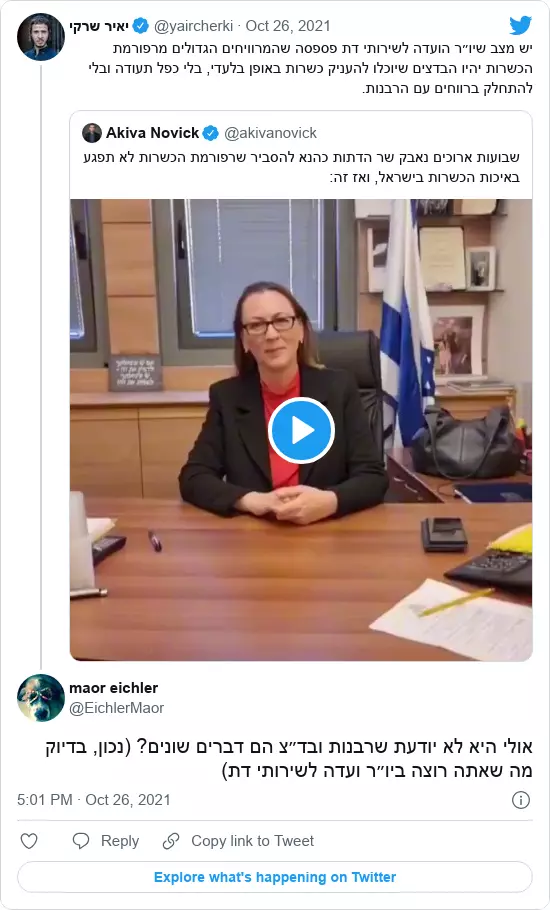 יאיר שרקי @yaircherki · Oct 26, 2021
יש מצב שיו״ר הועדה לשירותי דת פספסה שהמרוויחים הגדולים מרפורמת
הכשרות יהיו הבדצים שיוכלו להעניק כשרות באופן בלעדי, בלי כפל תעודה ובלי
להתחלק ברווחים עם הרבנות.
Akiva Novick @akivanovick
שבועות ארוכים נאבק שר הדתות כהנא להסביר שרפורמת הכשרות לא תפגע
באיכות הכשרות בישראל, ואז זה:
maor eichler
@EichlerMaor
אולי היא לא יודעת שרבנות ובד״צ הם דברים שונים? (נכון, בדיוק
מה שאתה רוצה ביו״ר ועדה לשירותי דת)
5:01 PM · Oct 26, 2021
Reply Copy link to Tweet
Explore what's happening on Twitter